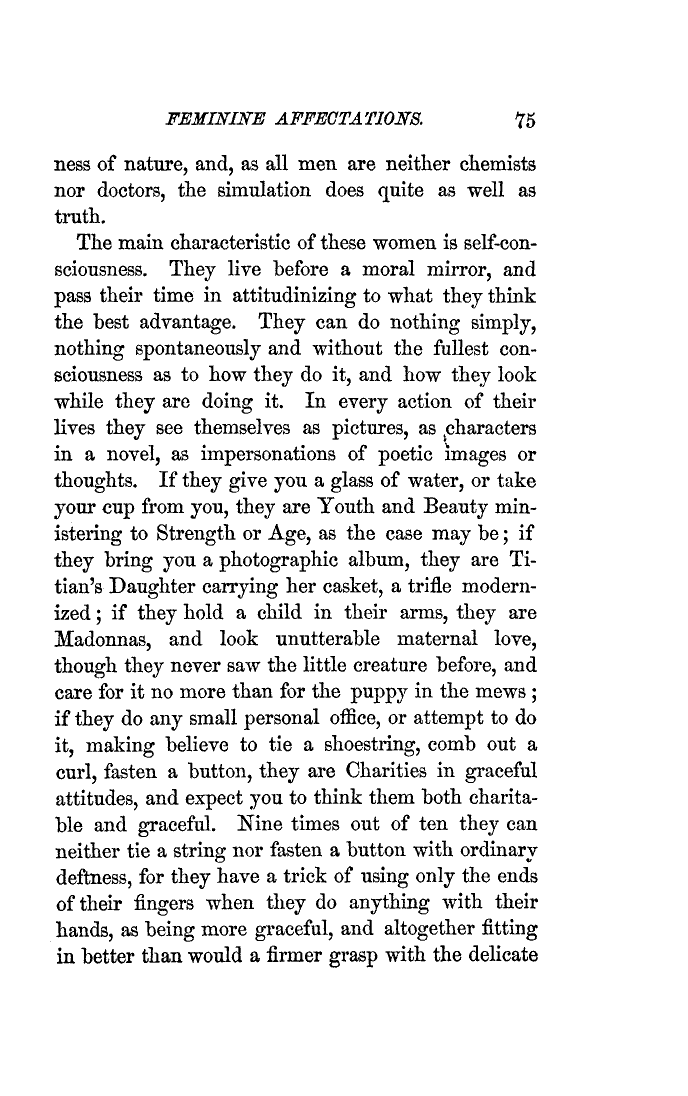 FEMININE AFFECTATIONS. 75
ness of nature, and, as all men are neither chemists
nor doctors, the simulation does quite as well as
truth.
The main characteristic of these women is self-con-
sciousness. They live before a moral mirror, and
pass their time in attitudinizing to what they think
the best advantage. They can do nothing simply,
nothing spontaneously and without the fullest con-
sciousness as to how they do it, and how they look
while they are doing it. In every action of their
lives they see themselves as pictures, as characters
in a novel, as impersonations of poetic images or
thoughts. If they give you a glass of water, or take
your cup from you, they are Youth and Beauty min-
istering to Strength or Age, as the case may be; if
they bring you a photographic album, they are Ti-
tian's Daughter carrying her casket, a trifle modern-
ized; if they hold a child in their arms, they are
Madonnas, and look unutterable maternal love,
though they never saw the little creature before, and
care for it no more than for the puppy in the mews;
if they do any small personal office, or attempt to do
it, making believe to tie a shoestring, comb out a
curl, fasten a button, they are Charities in graceful
attitudes, and expect you to think them both charita-
ble and graceful. Nine times out of ten they can
neither tie a string nor fasten a button with ordinary
deftness, for they have a trick of using only the ends
of their fingers when they do anything with their
hands, as being more graceful, and altogether fitting
in better than would a firmer grasp with the delicate